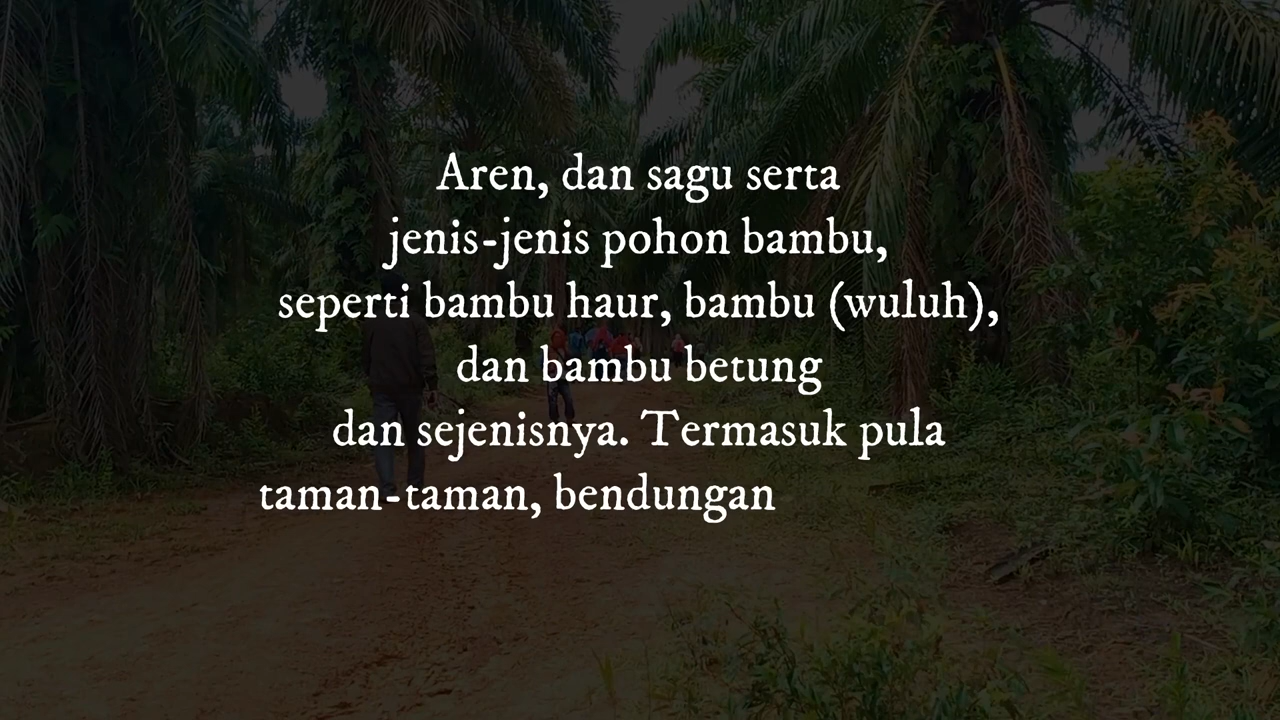 Aren, dan sagu serta
jenis-jenis pohon bambu,
seperti bambu haur, bambu (wuluh),
dan bambu betung
dan sejenisnya. Termasuk pula
taman-taman, bendungan